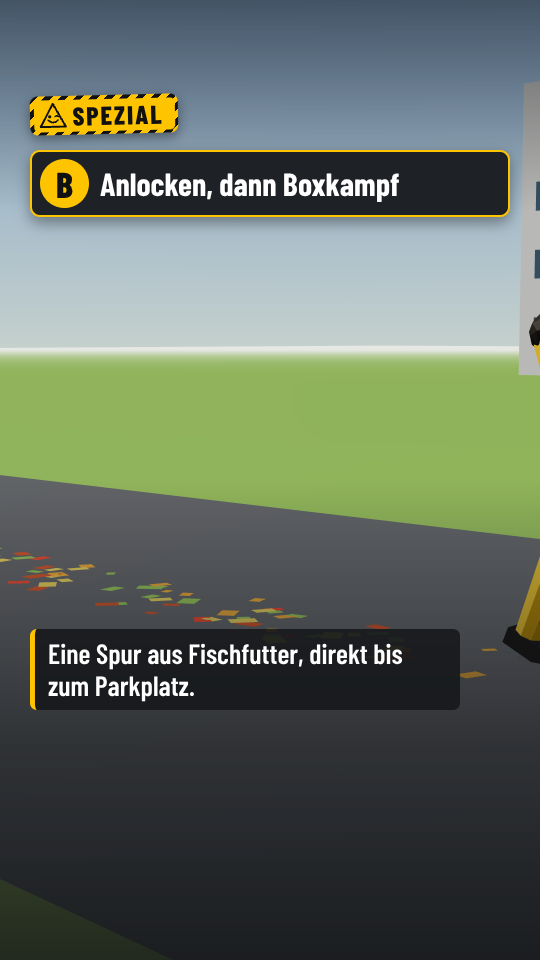 SPEZIAL
B Anlocken, dann Boxkampf
Eine Spur aus Fischfutter, direkt bis
zum Parkplatz.